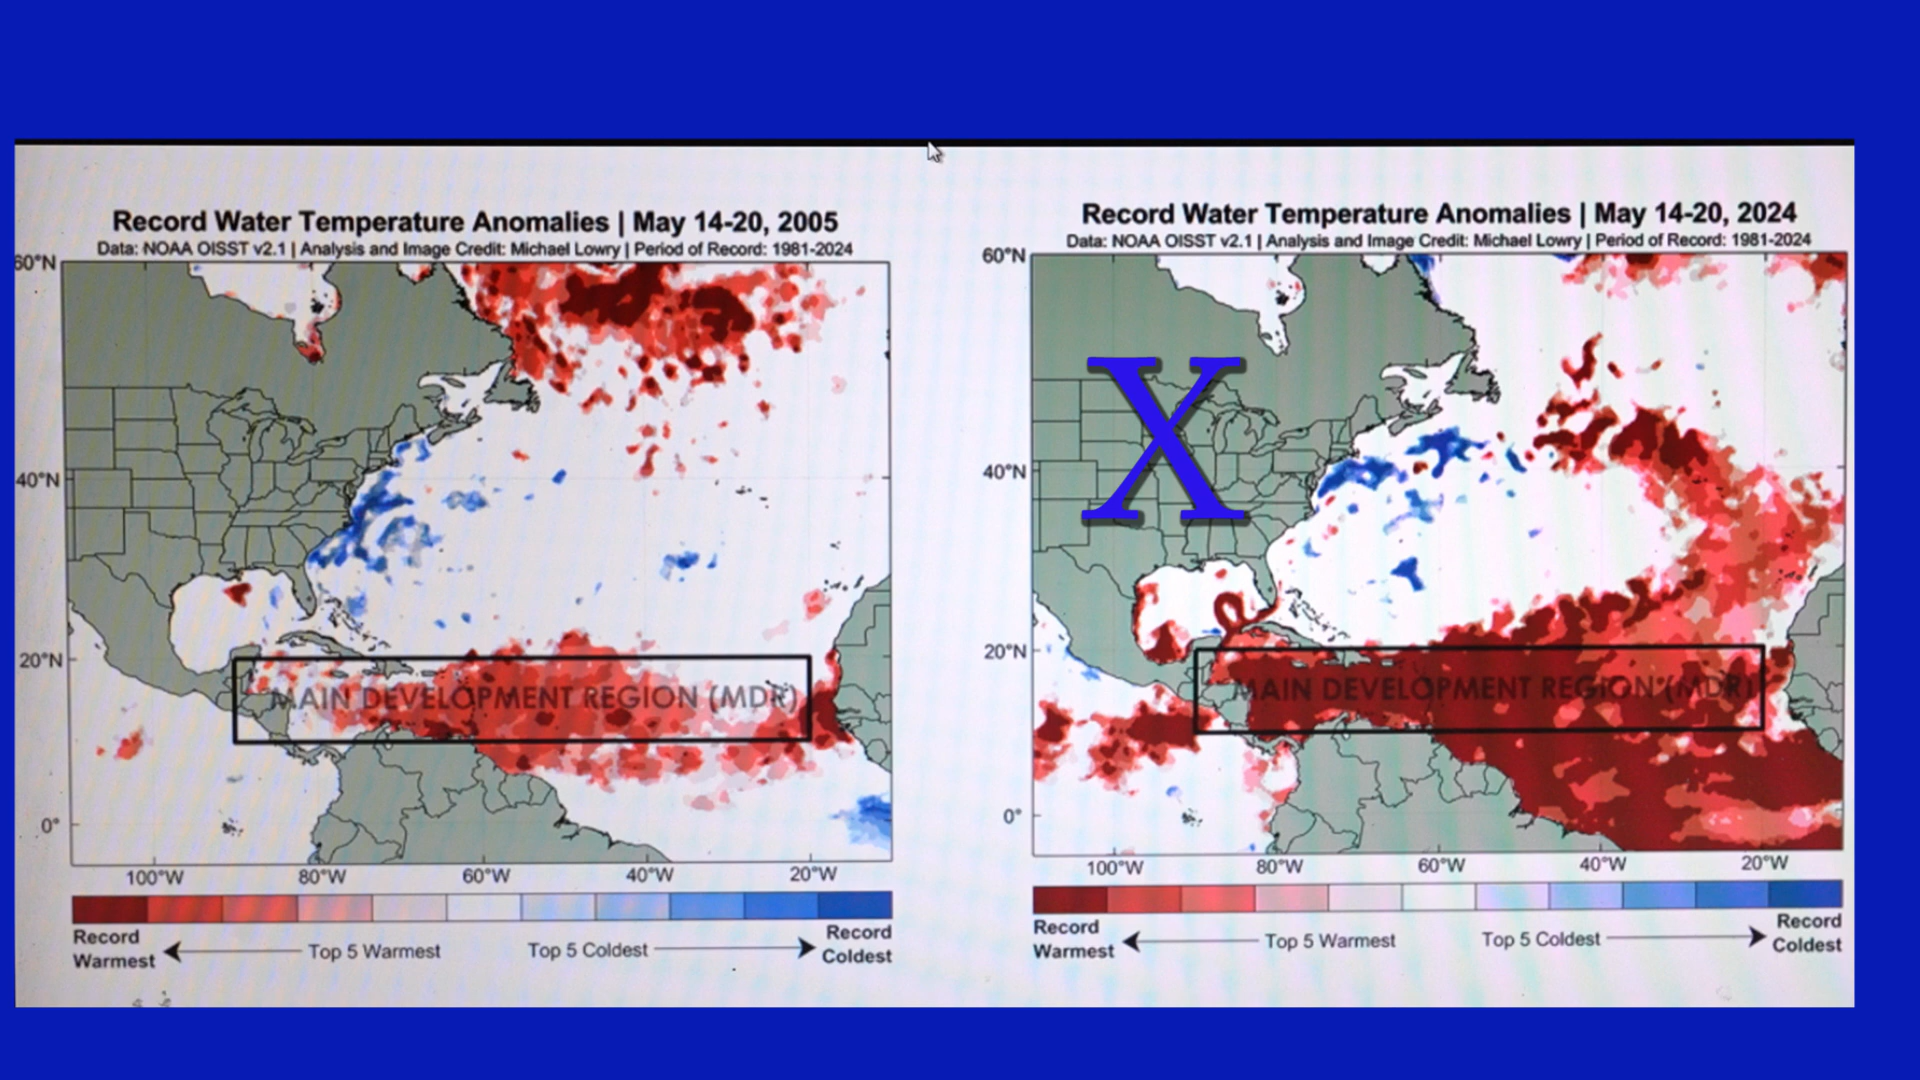 Record Water Temperature Anomalies | May 14-20, 2005
Data: NOAA OISST v2.1 | Analysis and Image Credit: Michael Lowry | Period of Record: 1981-2024
60°N
40°N
20°N
0°
MAIN DEVELOPMENT REGION (MDR)
100°W 80°W 60°W 40°W 20°W
Record Warmest
Top 5 Warmest
Top 5 Coldest
Record Coldest
Record Water Temperature Anomalies | May 14-20, 2024
Data: NOAA OISST v2.1 | Analysis and Image Credit: Michael Lowry | Period of Record: 1981-2024
60°N
X
40°N
20°N
0°
MAIN DEVELOPMENT REGION (MDR)
100°W 80°W 60°W 40°W 20°W
Record Warmest
Top 5 Warmest
Top 5 Coldest
Record Coldest